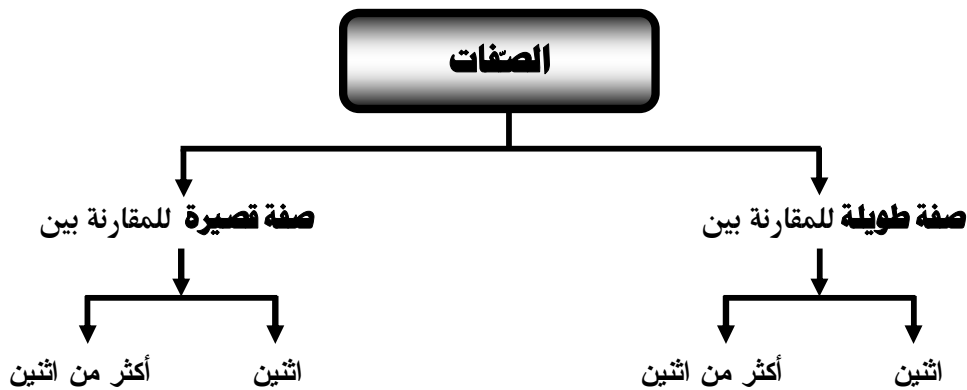 الصّفات
صفة طويلة للمقارنة بين
صفة قصيرة للمقارنة بين
اثنين
أكثر من اثنين
اثنين
أكثر من اثنين